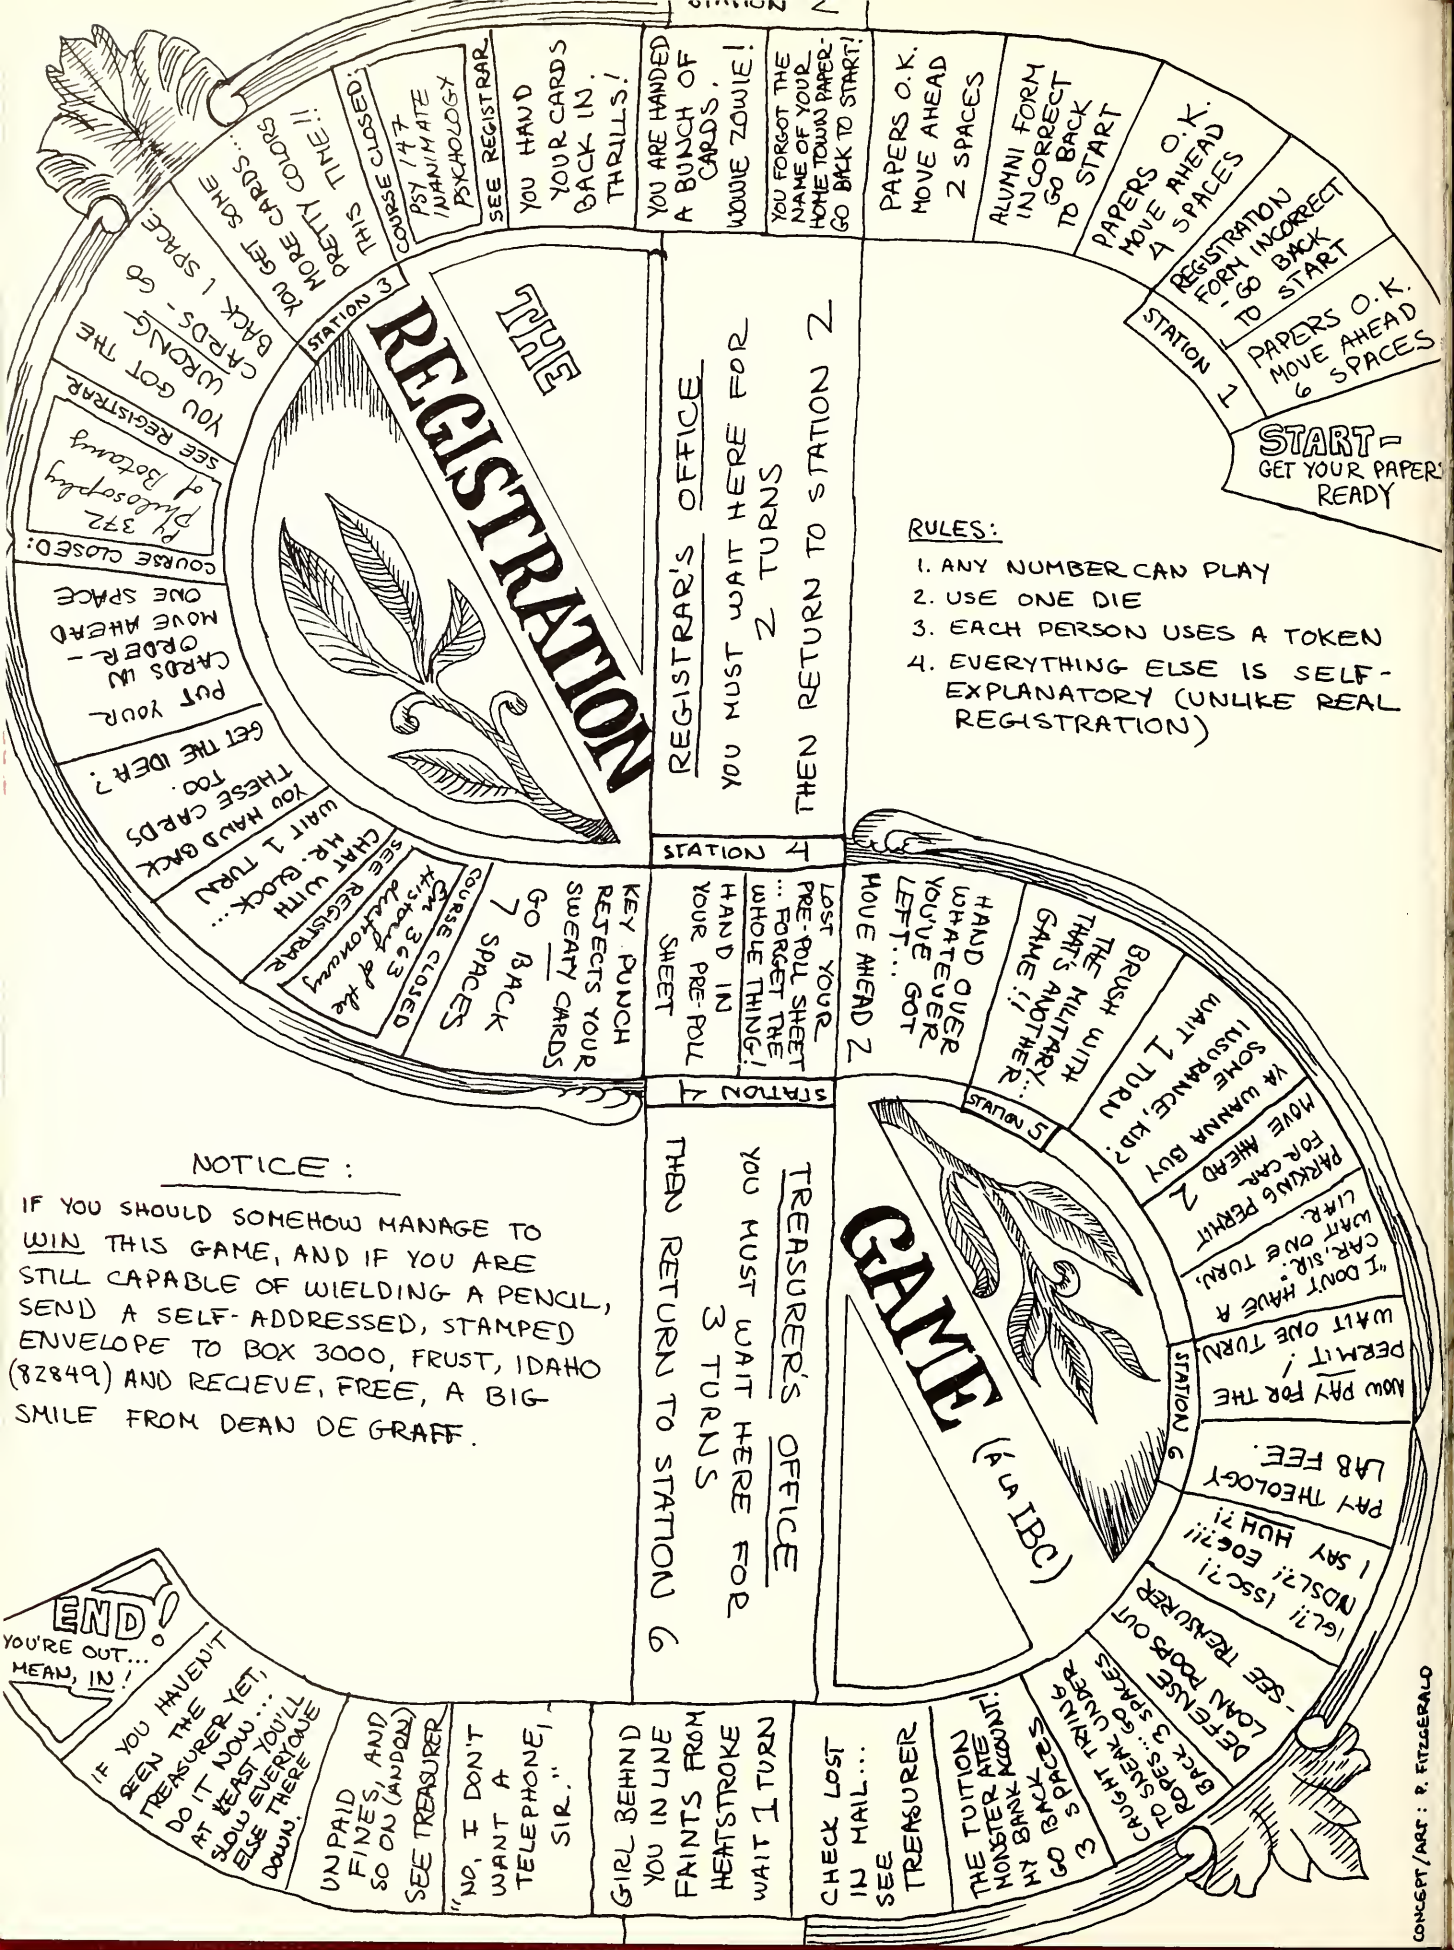 START-
GET YOUR PAPER
READY
STATION 1
PAPERS O.K.
MOVE AHEAD
6 SPACES
REGISTRATION
FORM INCORRECT
- GO BACK
TO START
PAPERS O.K.
MOVE AHEAD
4 SPACES
ALUMNI FORM
INCORRECT
GO BACK
TO START
PAPERS O.K.
MOVE AHEAD
2 SPACES
STATION 2
YOU FORGOT THE
NAME OF YOUR
HOME TOWN PAPER-
GO BACK TO START!
YOU ARE HANDED
A BUNCH OF
CARDS.
WOWIE ZOWIE!
YOU HAND
YOUR CARDS
BACK IN.
THRILLS!
COURSE CLOSED:
PSY 147
INANIMATE
PSYCHOLOGY
SEE REGISTRAR
STATION 3
YOU GET SOME
MORE CARDS...
PRETTY COLORS
THIS TIME!!
YOU GOT THE
WRONG
CARDS - GO
BACK 1 SPACE
COURSE CLOSED:
Py 372
Philosophy
of Botany
SEE REGISTRAR
PUT YOUR
CARDS IN
ORDER -
MOVE AHEAD
ONE SPACE
YOU HAND BACK
THESE CARDS
TOO.
GET THE IDEA?
CHAT WITH
MR. BLOCK...
WAIT 1 TURN
COURSE CLOSED
En 363
History of the
dictionary
SEE REGISTRAR
GO BACK
7 SPACES
KEY PUNCH
REJECTS YOUR
SWEATY CARDS
STATION 4
HAND IN
YOUR PRE-POLL
SHEET
LOST YOUR
PRE-POLL SHEET
... FORGET THE
WHOLE THING!
MOVE AHEAD 2
HAND OVER
WHATEVER
YOU'VE
LEFT... GOT
STATION 5
BRUSH WITH
THE MILITARY...
THAT'S ANOTHER
GAME!!
YA WANNA BUY
SOME
INSURANCE, KID?
WAIT 1 TURN
PARKING PERMIT
FOR CAR
MOVE AHEAD 2
"I DON'T HAVE A
CAR, SIR."
LIAR.
WAIT ONE TURN.
STATION 6
NOW PAY FOR THE
PERMIT!
WAIT ONE TURN.
PAY THEOLOGY
LAB FEE.
IGL?! ISSC?!
NDSL?! EOG?!!
I SAY HUH?!
DEFENSE
LOAN POOPS OUT
- SEE TREASURER
CAUGHT TRYING
TO SNEAK UNDER
ROPES... GO
BACK 3 SPACES
THE TUITION
MONSTER ATE
MY BANK ACCOUNT!
GO BACK
3 SPACES
CHECK LOST
IN MAIL...
SEE
TREASURER
GIRL BEHIND
YOU IN LINE
FAINTS FROM
HEATSTROKE
WAIT 1 TURN
"NO, I DON'T
WANT A
TELEPHONE,
SIR."
UNPAID
FINES, AND
SO ON (ANDON)
SEE TREASURER
IF YOU HAVEN'T
SEEN THE
TREASURER YET,
DO IT NOW...
AT LEAST YOU'LL
SLOW EVERYONE
ELSE THERE
DOWN.
END!
YOU'RE OUT...
MEAN, IN!
THE
REGISTRATION
GAME
(À LA IBC)
REGISTRAR'S OFFICE
YOU MUST WAIT HERE FOR
2 TURNS
THEN RETURN TO STATION 2
STATION 1
TREASURER'S OFFICE
YOU MUST WAIT HERE FOR
3 TURNS
THEN RETURN TO STATION 6
RULES:
1. ANY NUMBER CAN PLAY
2. USE ONE DIE
3. EACH PERSON USES A TOKEN
4. EVERYTHING ELSE IS SELF-
EXPLANATORY (UNLIKE REAL
REGISTRATION)
NOTICE:
IF YOU SHOULD SOMEHOW MANAGE TO
WIN THIS GAME, AND IF YOU ARE
STILL CAPABLE OF WIELDING A PENCIL,
SEND A SELF-ADDRESSED, STAMPED
ENVELOPE TO BOX 3000, FRUST, IDAHO
(82849) AND RECIEVE, FREE, A BIG
SMILE FROM DEAN DE GRAFF.
CONCEPT/ART: P. FITZGERALD